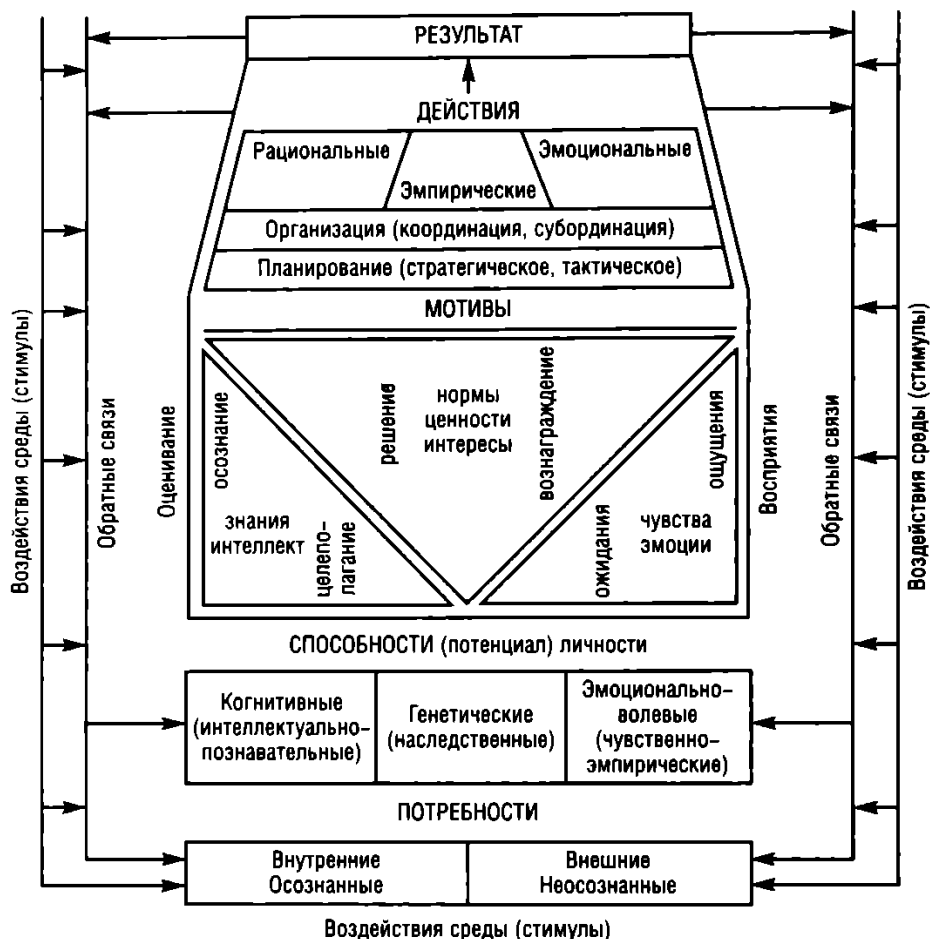 РЕЗУЛЬТАТ
ДЕЙСТВИЯ
Рациональные
Эмоциональные
Эмпирические
Организация (координация, субординация)
Планирование (стратегическое, тактическое)
МОТИВЫ
Воздействия среды (стимулы)
Обратные связи
Оценивание
осознание
знания
интеллект
целепо-
лагание
решение
нормы
ценности
интересы
вознаграждение
ожидания
чувства
эмоции
ощущения
Восприятия
Обратные связи
Воздействия среды (стимулы)
СПОСОБНОСТИ (потенциал) личности
Когнитивные
(интеллектуально-
познавательные)
Генетические
(наследственные)
Эмоционально-
волевые
(чувственно-
эмпирические)
ПОТРЕБНОСТИ
Внутренние
Осознанные
Внешние
Неосознанные
Воздействия среды (стимулы)